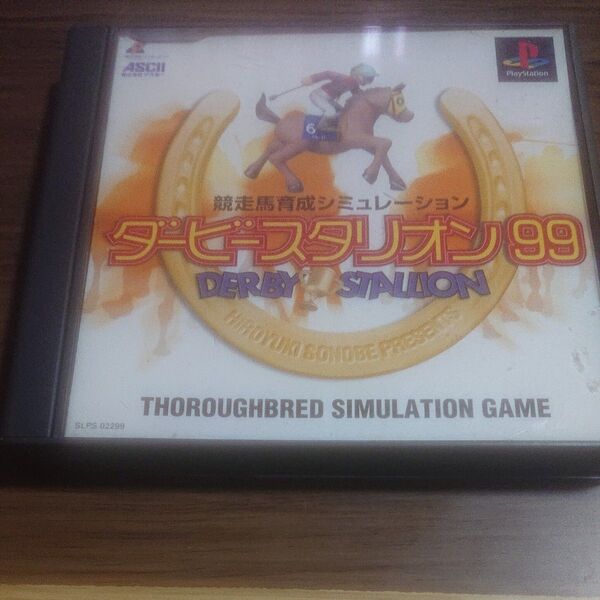 ASCII
PlayStation
6
競走馬育成シミュレーション
ダービースタリオン99
DERBY STALLION
HIROYUKI SONOBE PRESENTS
THOROUGHBRED SIMULATION GAME
SLPS 02299